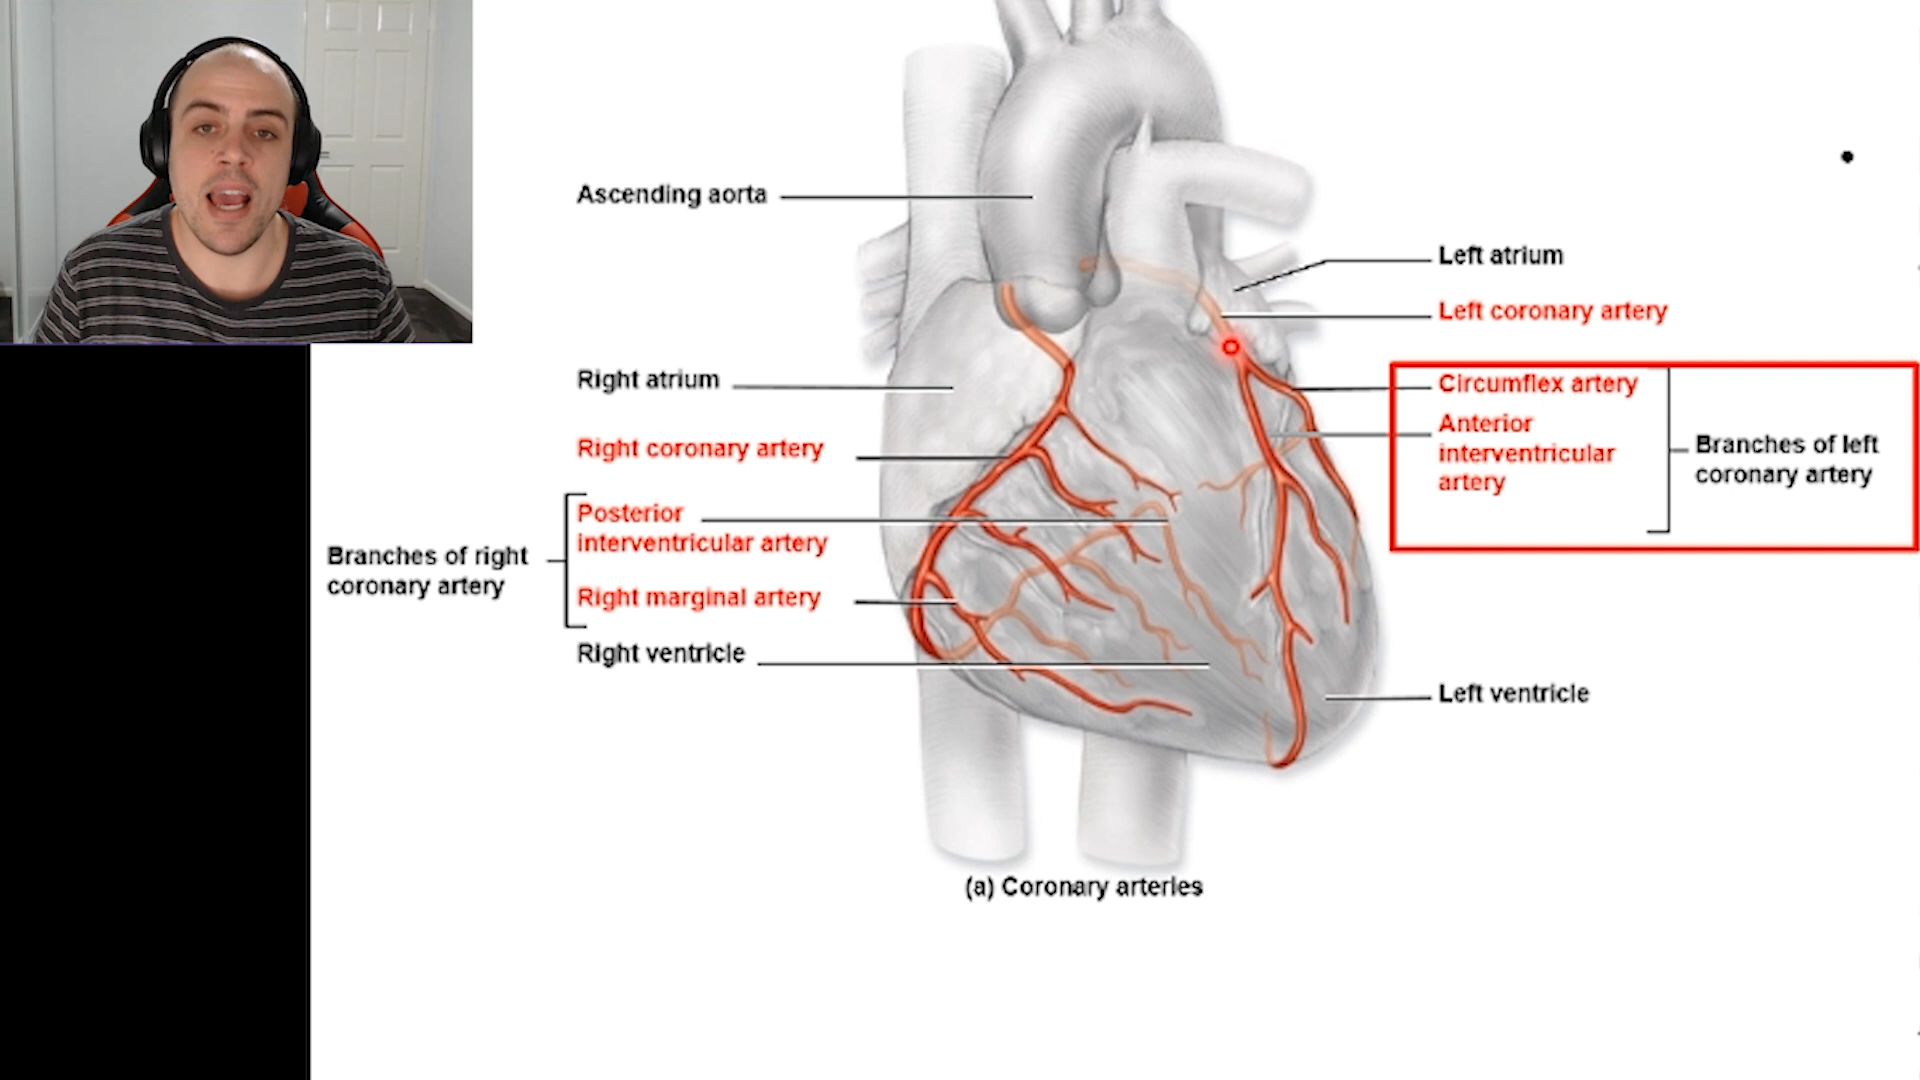 Ascending aorta
Left atrium
Left coronary artery
Right atrium
Circumflex artery
Anterior
interventricular
artery
Branches of left
coronary artery
Right coronary artery
Posterior
interventricular artery
Branches of right
coronary artery
Right marginal artery
Right ventricle
Left ventricle
(a) Coronary arteries